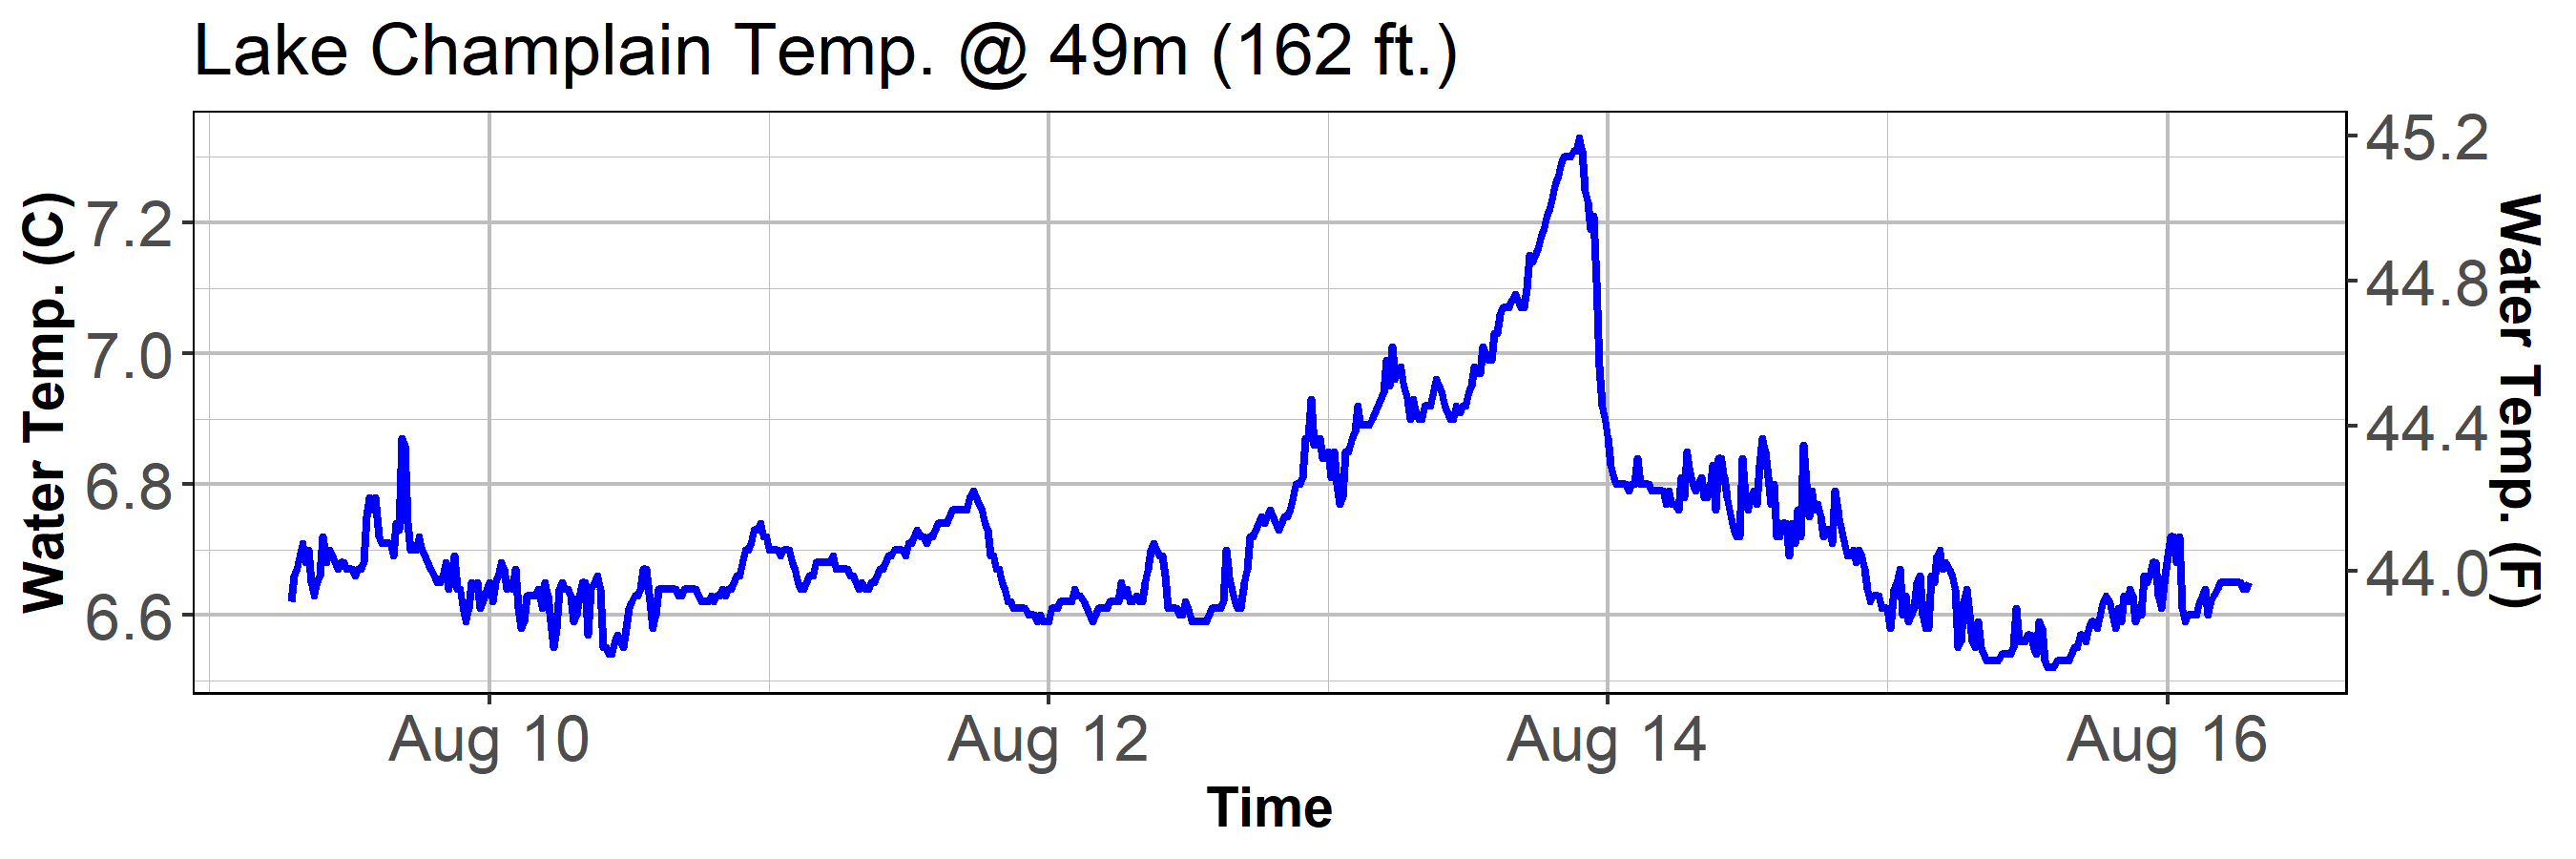 Lake Champlain Temp. @ 49m (162 ft.)
Water Temp. (C)
7.2
7.0
6.8
6.6
45.2
44.8
44.4
44.0
Water Temp. (F)
Aug 10 Aug 12 Aug 14 Aug 16
Time